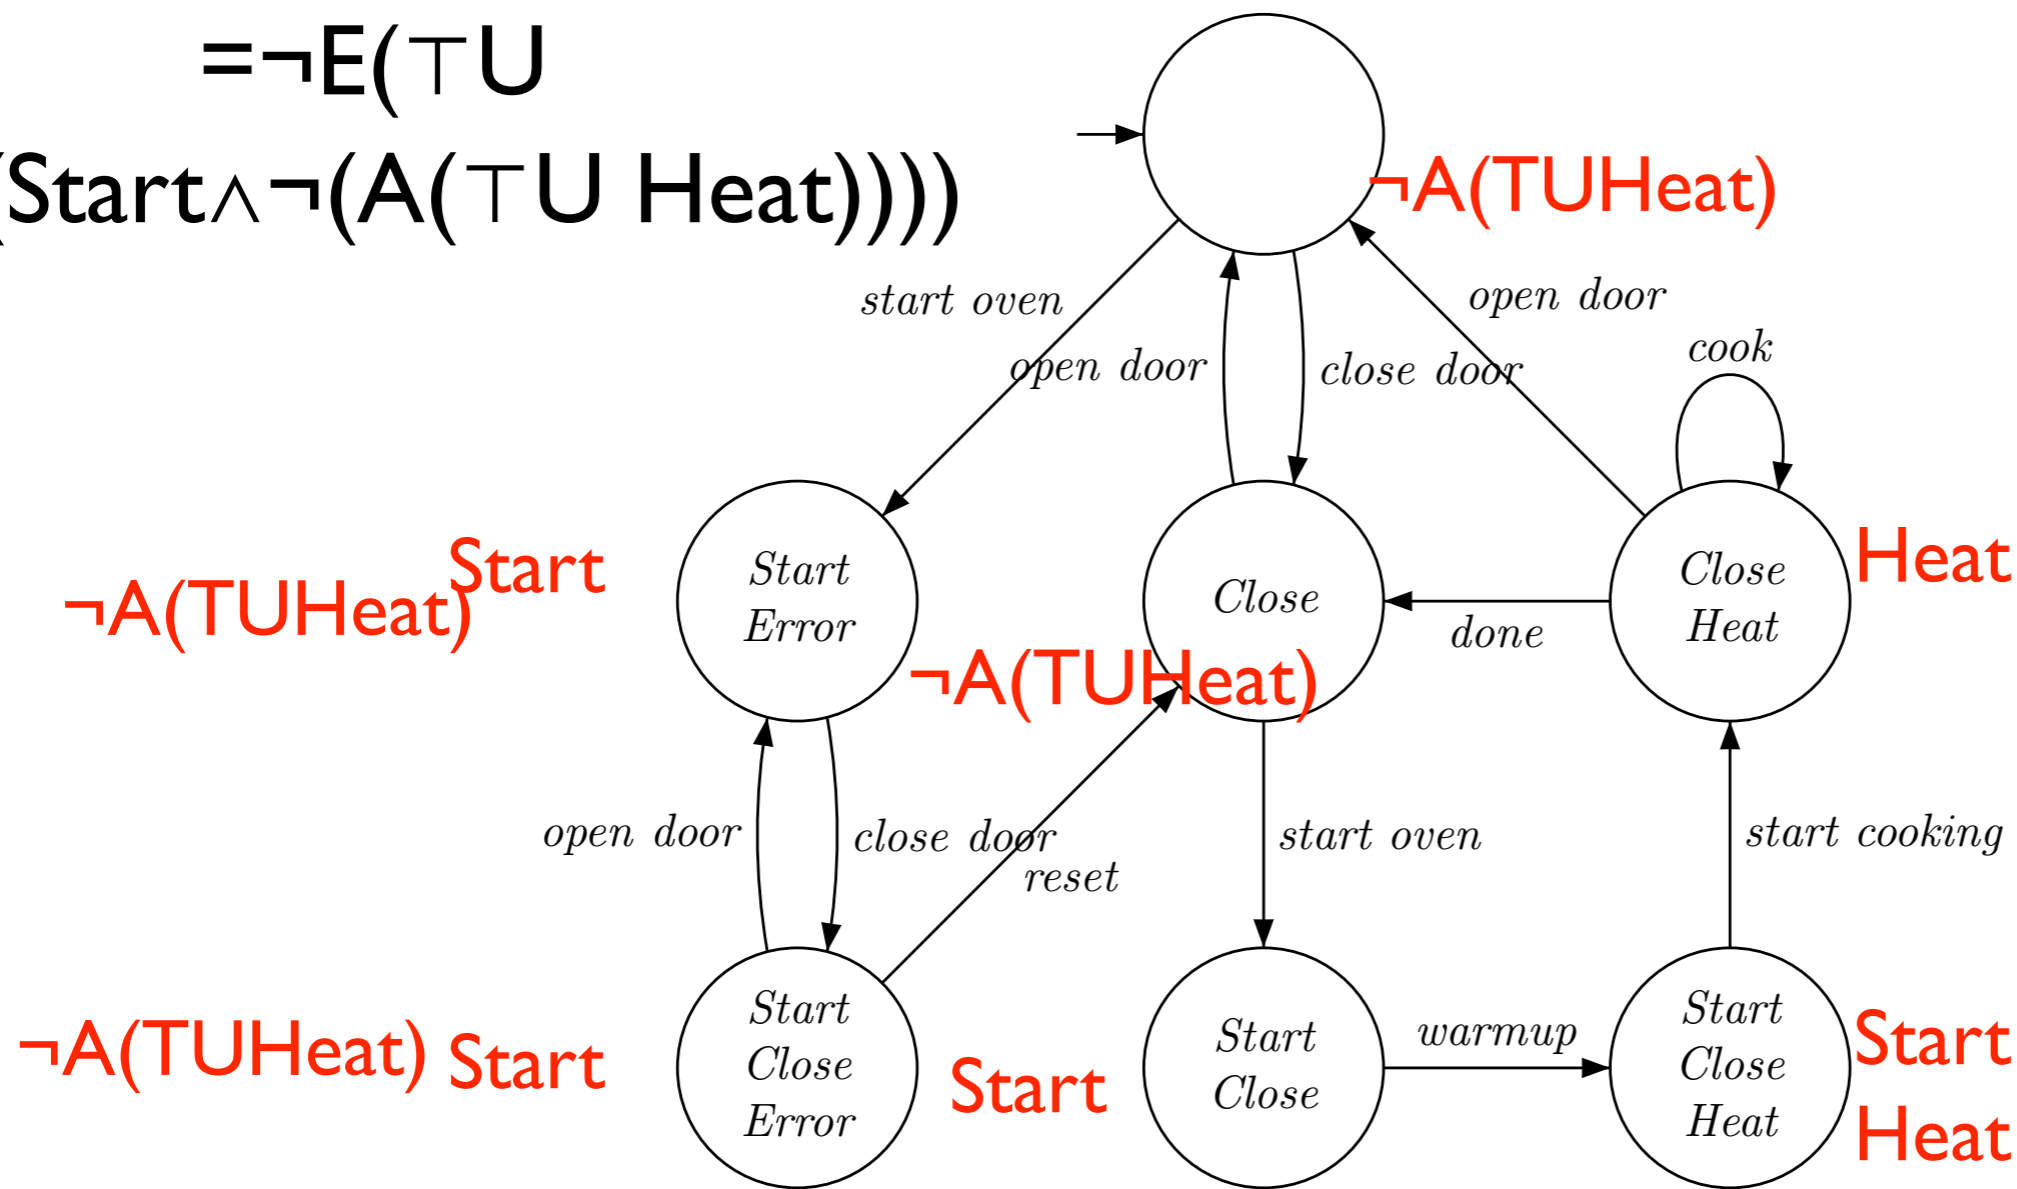 =¬E(⊤U
(Start∧¬(A(⊤U Heat))))
¬A(TUHeat)
start oven
open door
open door
close door
cook
Start
¬A(TUHeat)
Start
Error
Close
¬A(TUHeat)
Close
Heat
Heat
done
open door
close door
reset
start oven
start cooking
¬A(TUHeat)
Start
Start
Close
Error
Start
Start
Close
warmup
Start
Close
Heat
Start
Heat